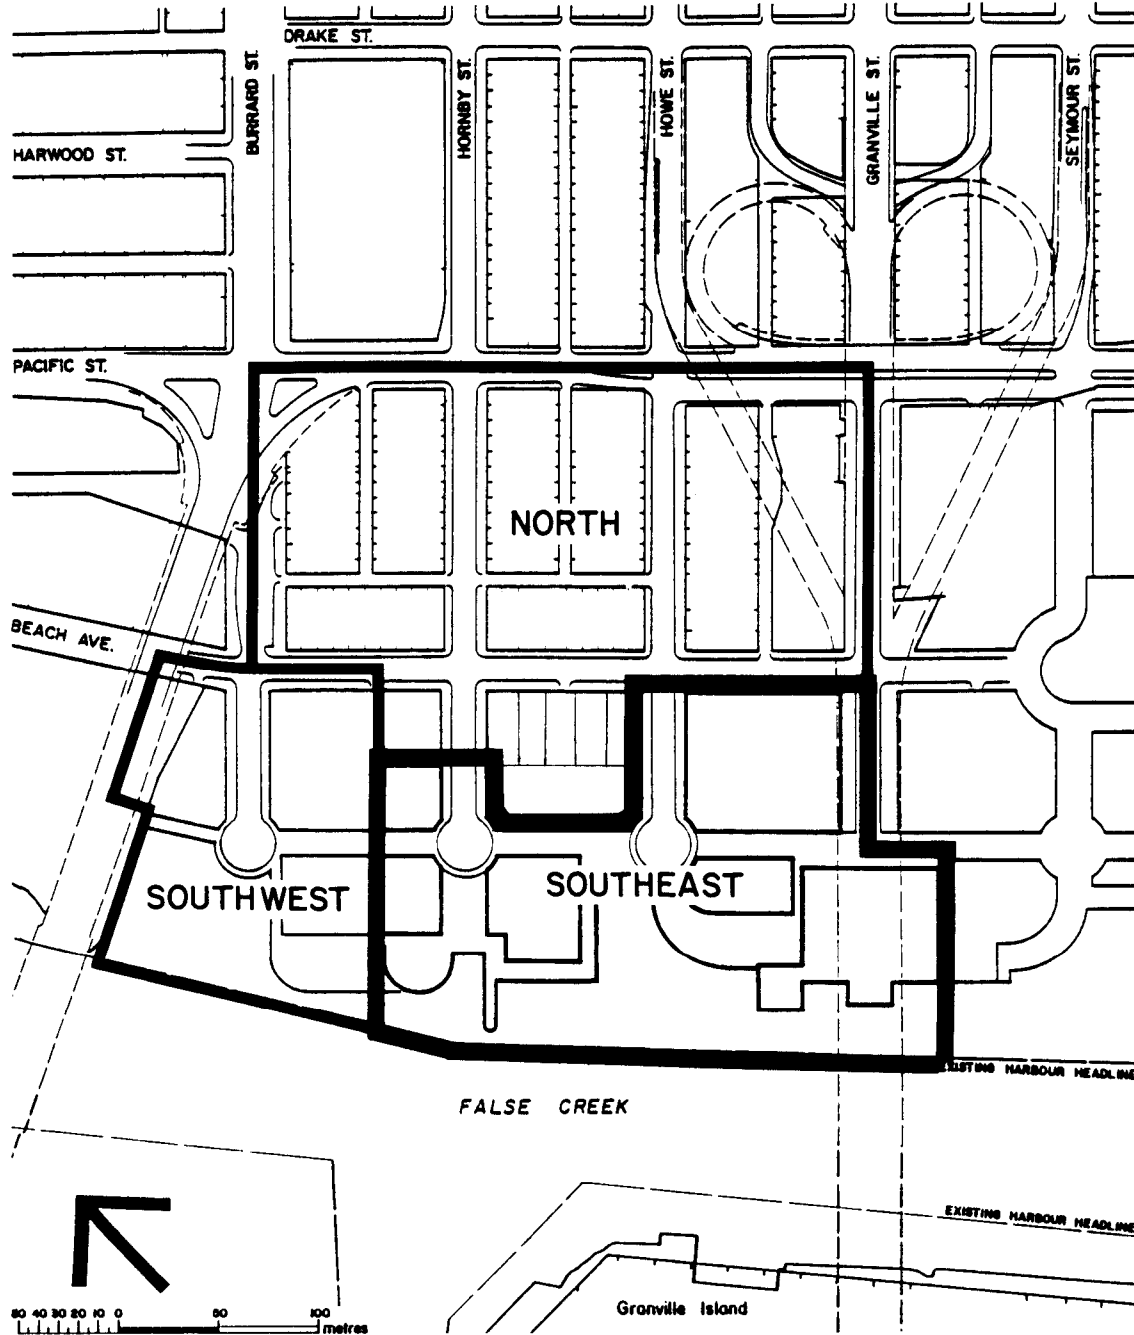 DRAKE ST.
BURRARD ST.
HORNBY ST.
HOWE ST.
GRANVILLE ST.
SEYMOUR ST.
HARWOOD ST.
PACIFIC ST.
NORTH
BEACH AVE.
SOUTHWEST
SOUTHEAST
EXISTING HARBOUR HEADLINE
FALSE CREEK
EXISTING HARBOUR HEADLINE
Granville Island
50 40 30 20 10 0 50 100
metres